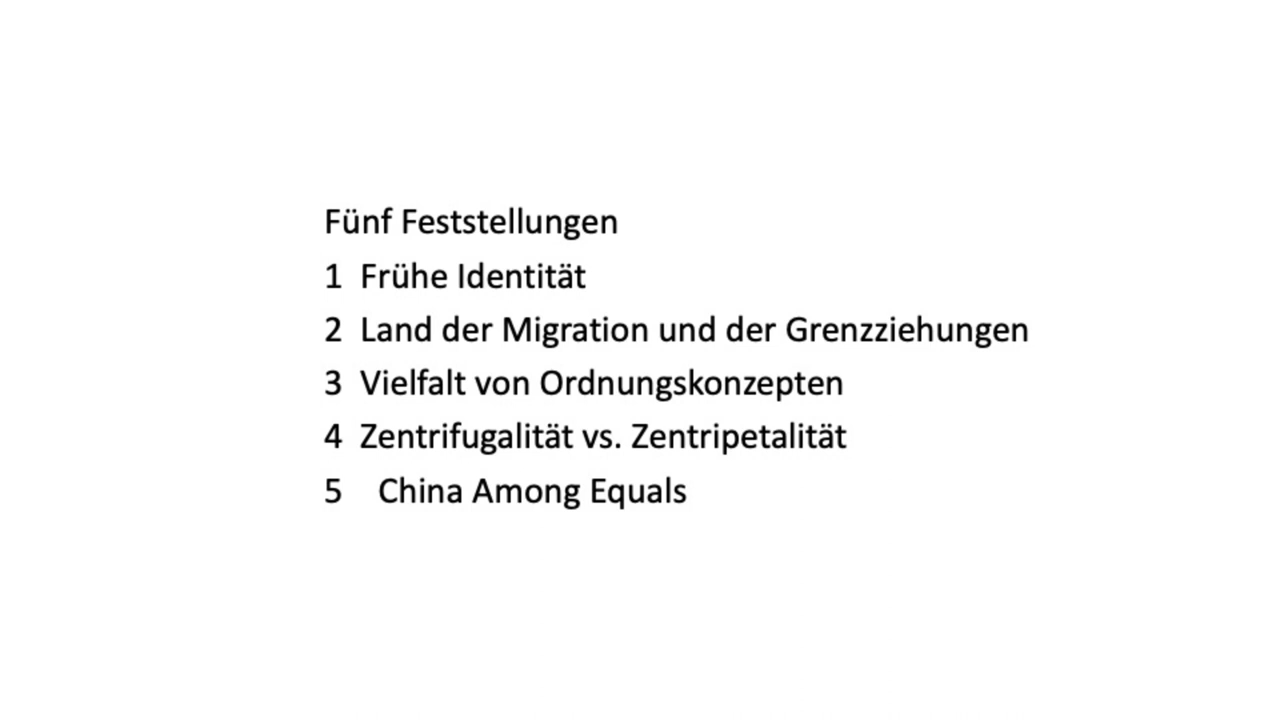 Fünf Feststellungen
1 Frühe Identität
2 Land der Migration und der Grenzziehungen
3 Vielfalt von Ordnungskonzepten
4 Zentrifugalität vs. Zentripetalität
5 China Among Equals